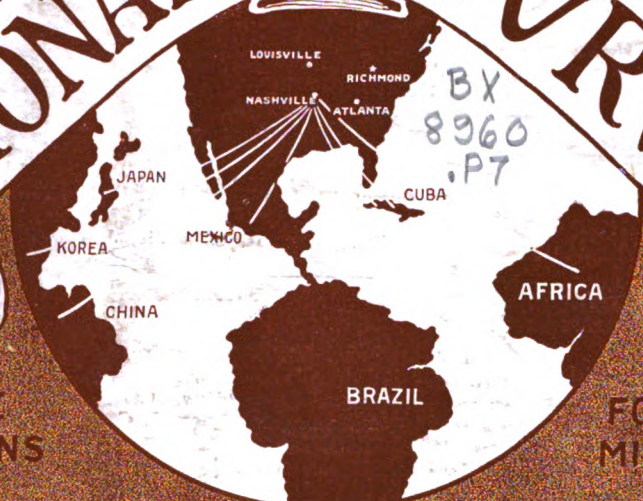 LOUISVILLE
RICHMOND
NASHVILLE
ATLANTA
BX
8960
.P7
JAPAN
CUBA
KOREA
MEXICO
CHINA
AFRICA
BRAZIL